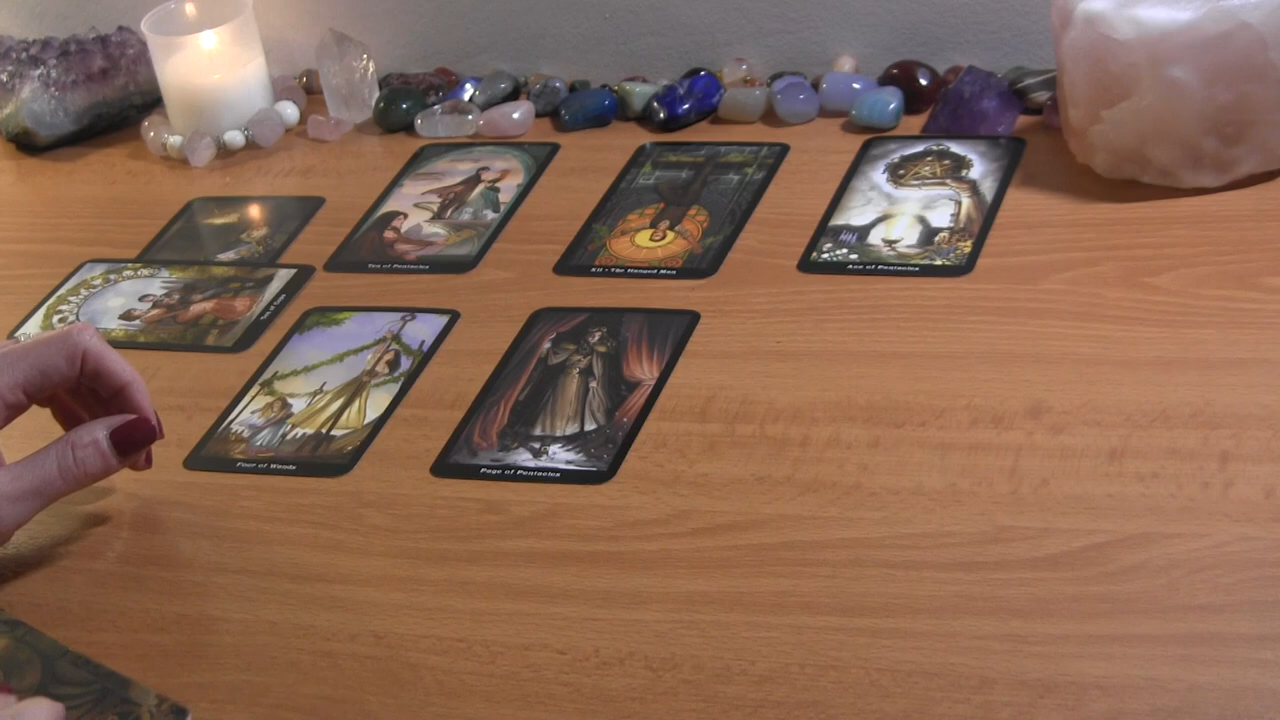 Ten of Pentacles
XII • The Hanged Man
Ace of Pentacles
Four of Wands
Page of Pentacles